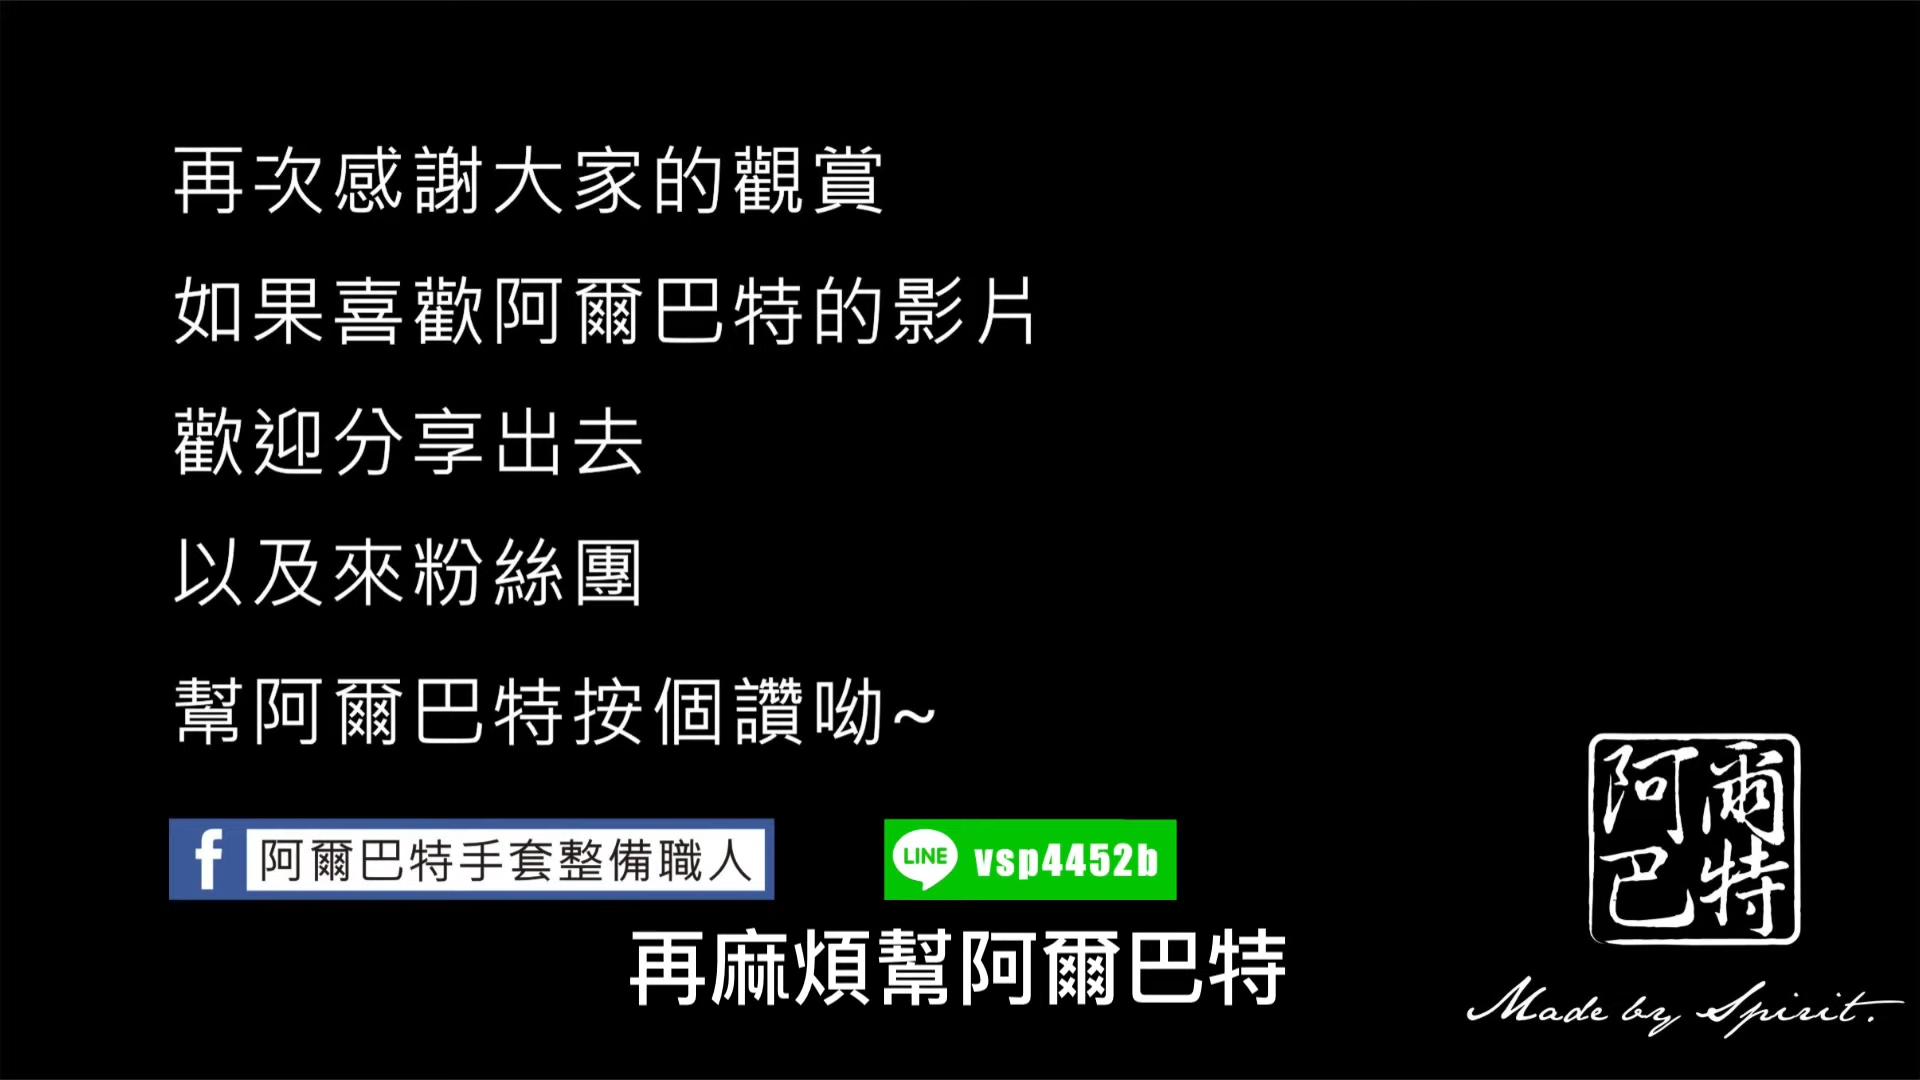 再次感謝大家的觀賞
如果喜歡阿爾巴特的影片
歡迎分享出去
以及來粉絲團
幫阿爾巴特按個讚呦~
f 阿爾巴特手套整備職人
LINE vsp4452b
再麻煩幫阿爾巴特
阿爾
巴特
Made by Spirit.